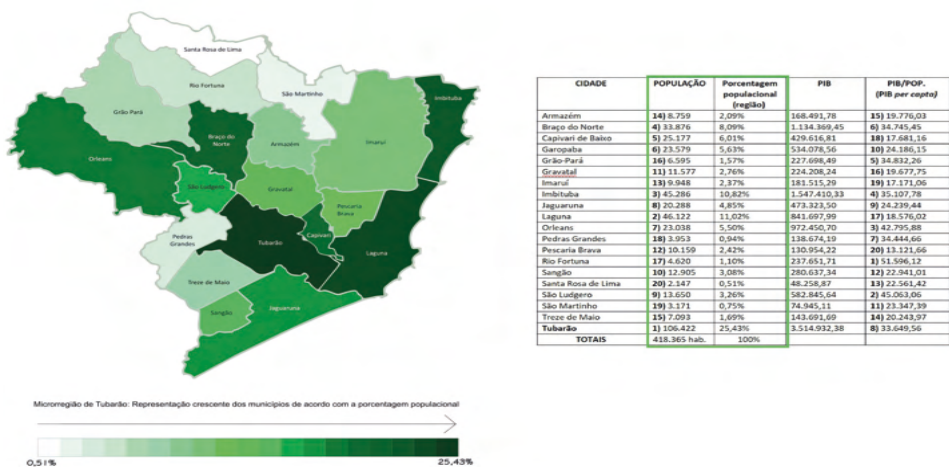 Santa Rosa de Lima
Rio Fortuna
São Martinho
Imbituba
Grão Pará
Braço do Norte
Armazém
Imaruí
Orleans
São Ludgero
Gravatal
Pescaria Brava
Pedras Grandes
Tubarão
Capivari
Laguna
Treze de Maio
Sangão
Jaguaruna
Microrregião de Tubarão: Representação crescente dos municípios de acordo com a porcentagem populacional
0,51% 25,43%
CIDADE POPULAÇÃO Porcentagem populacional (região) PIB PIB/POP. (PIB per capta)
Armazém 14) 8.759 2,09% 168.491,78 15) 19.776,03
Braço do Norte 4) 33.876 8,09% 1.134.369,45 6) 34.745,45
Capivari de Baixo 5) 25.177 6,01% 429.616,81 18) 17.681,16
Garopaba 6) 23.579 5,63% 534.078,56 10) 24.186,15
Grão-Pará 16) 6.595 1,57% 227.698,49 5) 34.832,26
Gravatal 11) 11.577 2,76% 224.208,24 16) 19.677,75
Imaruí 13) 9.948 2,37% 181.515,29 19) 17.171,06
Imbituba 3) 45.286 10,82% 1.547.410,33 4) 35.107,78
Jaguaruna 8) 20.288 4,85% 473.323,50 9) 24.239,44
Laguna 2) 46.122 11,02% 841.697,99 17) 18.576,02
Orleans 7) 23.038 5,50% 972.450,70 3) 42.795,88
Pedras Grandes 18) 3.953 0,94% 138.674,19 7) 34.444,66
Pescaria Brava 12) 10.159 2,42% 130.954,22 20) 13.121,66
Rio Fortuna 17) 4.620 1,10% 237.651,71 1) 51.596,12
Sangão 10) 12.905 3,08% 280.637,34 12) 22.941,01
Santa Rosa de Lima 20) 2.147 0,51% 48.258,87 13) 22.561,42
São Ludgero 9) 13.650 3,26% 582.845,64 2) 45.063,06
São Martinho 19) 3.171 0,75% 74.945,11 11) 23.347,39
Treze de Maio 15) 7.093 1,69% 143.691,69 14) 20.243,97
Tubarão 1) 106.422 25,43% 3.514.932,38 8) 33.649,56
TOTAIS 418.365 hab. 100%